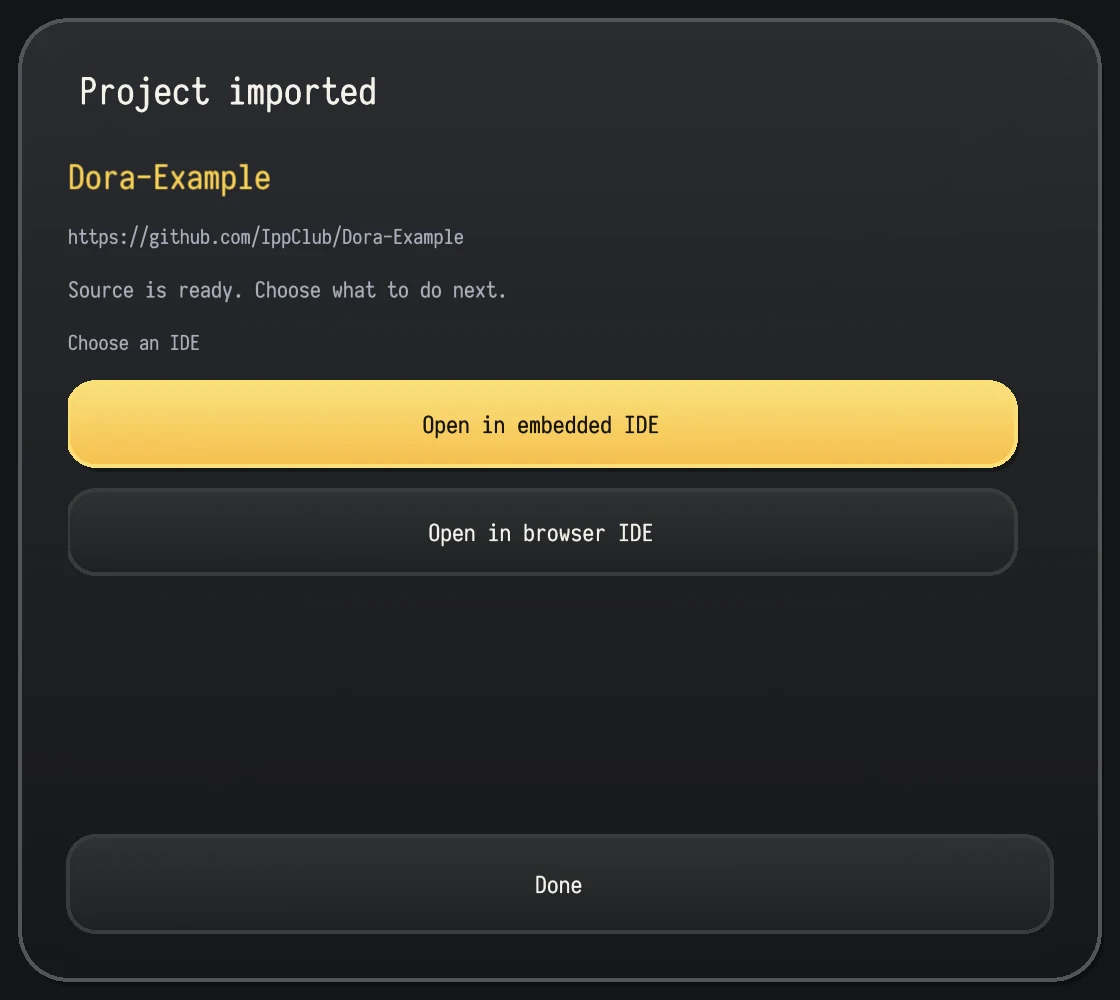 Project imported
Dora-Example
https://github.com/IppClub/Dora-Example
Source is ready. Choose what to do next.
Choose an IDE
Open in embedded IDE
Open in browser IDE
Done